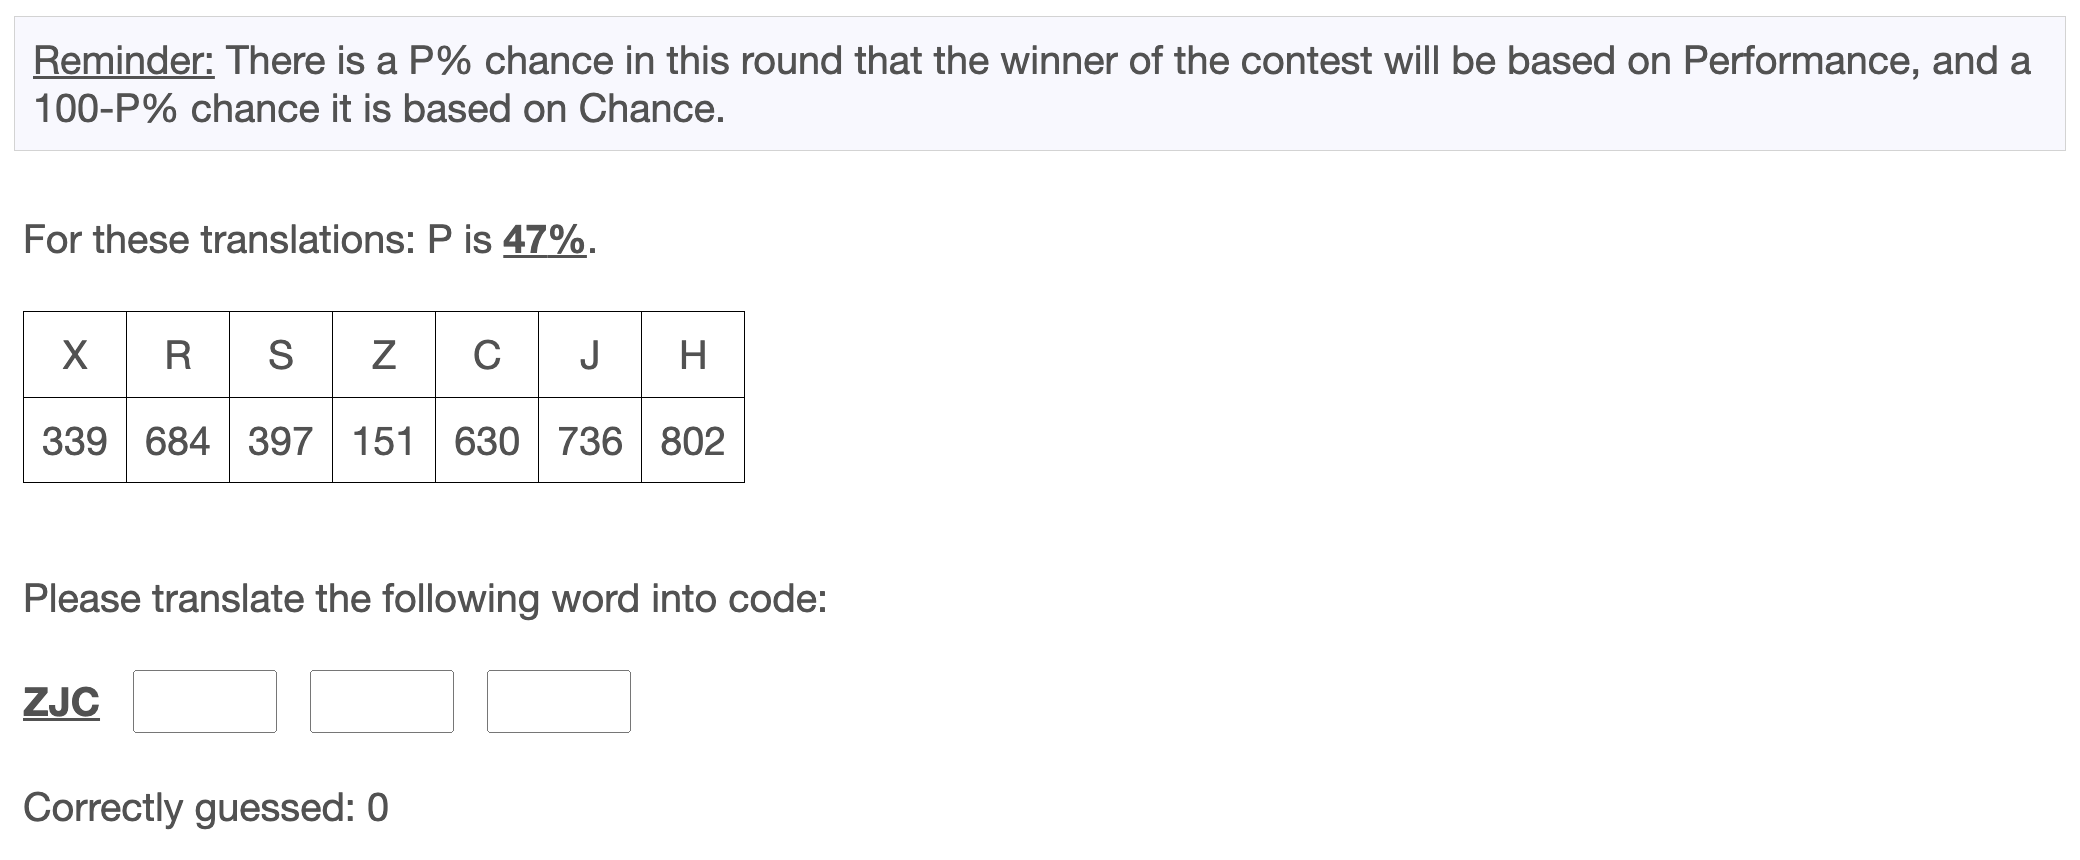 Reminder: There is a P% chance in this round that the winner of the contest will be based on Performance, and a
100-P% chance it is based on Chance.
For these translations: P is 47%.
X R S Z C J H
339 684 397 151 630 736 802
Please translate the following word into code:
ZJC
Correctly guessed: 0